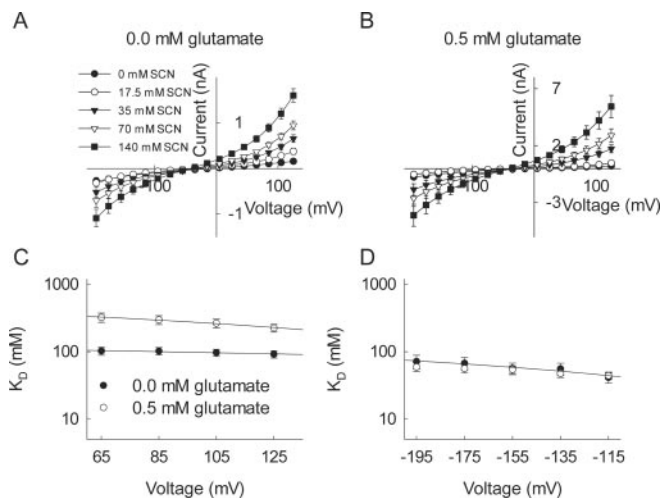 A
0.0 mM glutamate
0 mM SCN
17.5 mM SCN
35 mM SCN
70 mM SCN
140 mM SCN
Current (nA)
1
-1
100
100
Voltage (mV)
B
0.5 mM glutamate
Current (nA)
7
2
-3
100
100
Voltage (mV)
C
1000
100
10
K_D (mM)
0.0 mM glutamate
0.5 mM glutamate
65 85 105 125
Voltage (mV)
D
1000
100
10
K_D (mM)
-195 -175 -155 -135 -115
Voltage (mV)